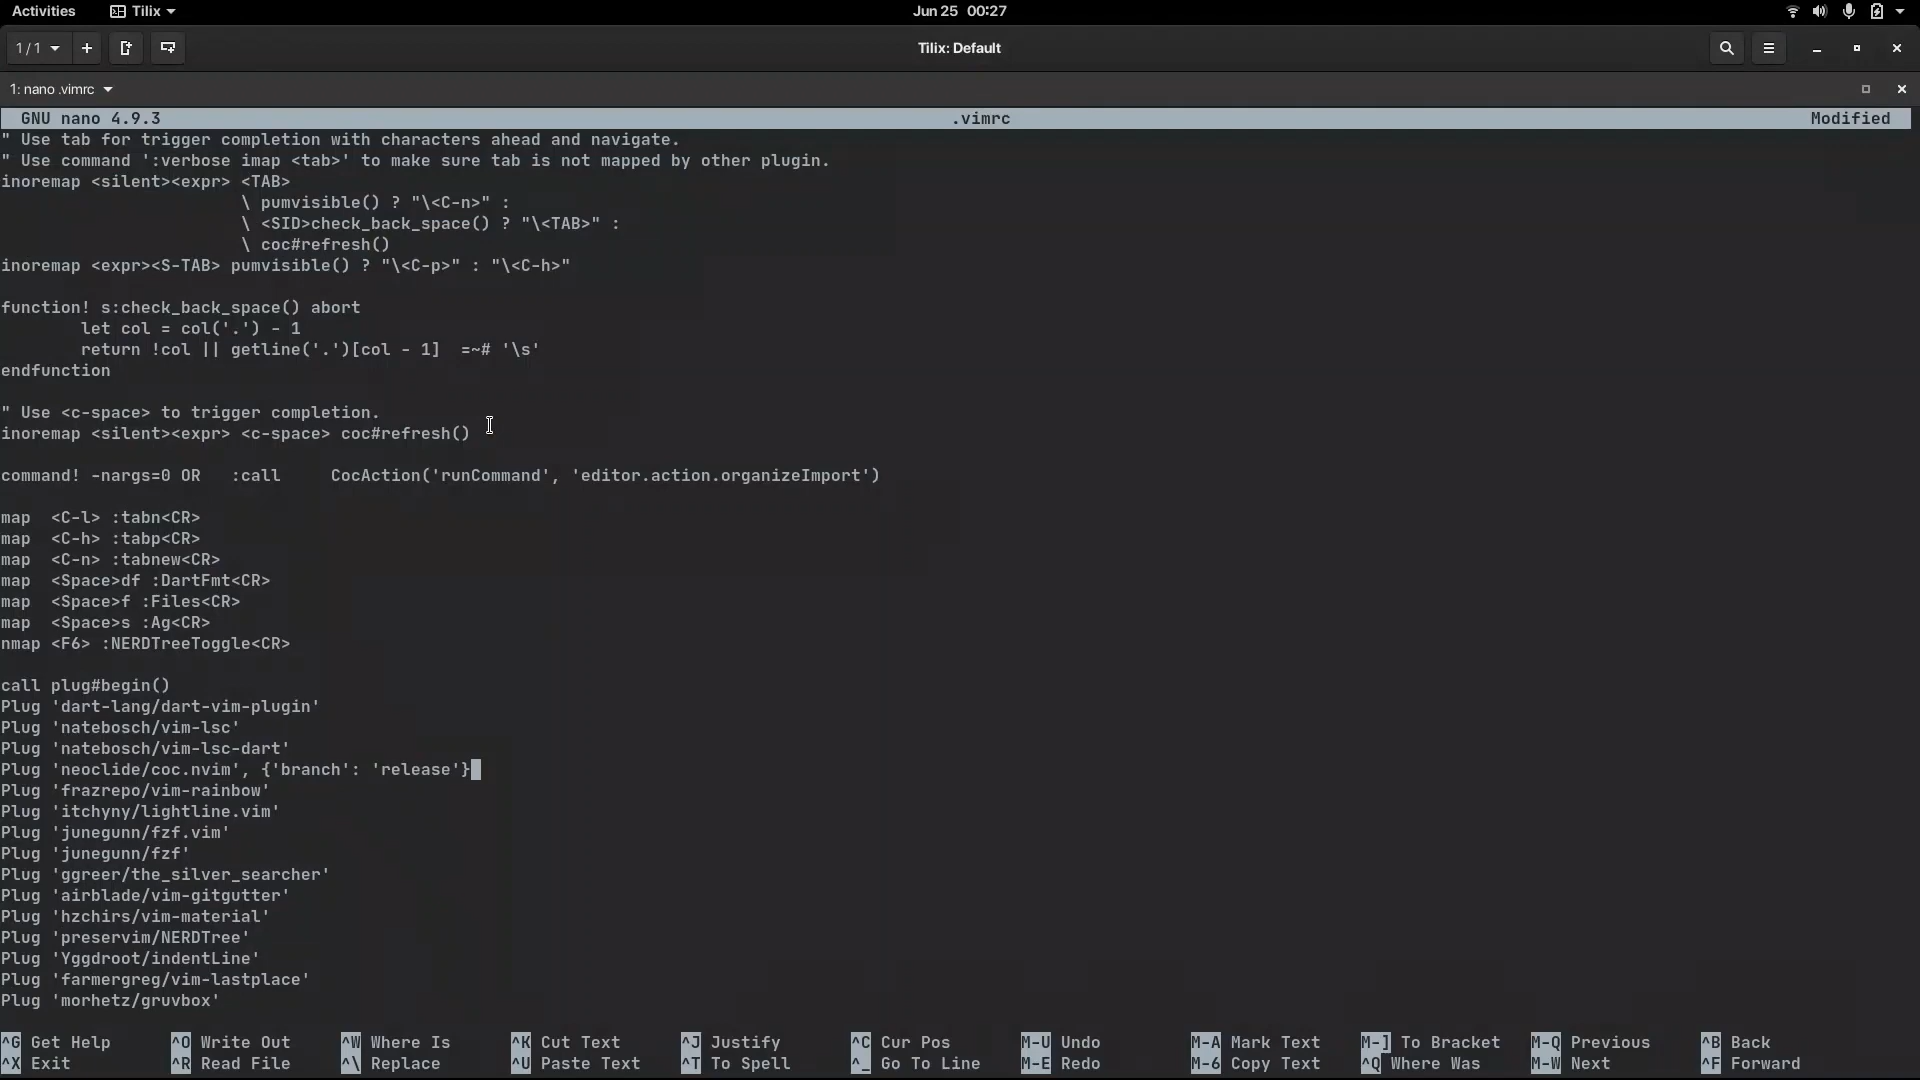 Activities Tilix Jun 25 00:27
1 / 1 Tilix: Default
1: nano .vimrc
GNU nano 4.9.3 .vimrc Modified
" Use tab for trigger completion with characters ahead and navigate.
" Use command ':verbose imap <tab>' to make sure tab is not mapped by other plugin.
inoremap <silent><expr> <TAB>
\ pumvisible() ? "\<C-n>" :
\ <SID>check_back_space() ? "\<TAB>" :
\ coc#refresh()
inoremap <expr><S-TAB> pumvisible() ? "\<C-p>" : "\<C-h>"
function! s:check_back_space() abort
let col = col('.') - 1
return !col || getline('.')[col - 1]  =~# '\s'
endfunction
" Use <c-space> to trigger completion.
inoremap <silent><expr> <c-space> coc#refresh()
command! -nargs=0 OR   :call     CocAction('runCommand', 'editor.action.organizeImport')
map  <C-l> :tabn<CR>
map  <C-h> :tabp<CR>
map  <C-n> :tabnew<CR>
map  <Space>df :DartFmt<CR>
map  <Space>f :Files<CR>
map  <Space>s :Ag<CR>
nmap <F6> :NERDTreeToggle<CR>
call plug#begin()
Plug 'dart-lang/dart-vim-plugin'
Plug 'natebosch/vim-lsc'
Plug 'natebosch/vim-lsc-dart'
Plug 'neoclide/coc.nvim', {'branch': 'release'}
Plug 'frazrepo/vim-rainbow'
Plug 'itchyny/lightline.vim'
Plug 'junegunn/fzf.vim'
Plug 'junegunn/fzf'
Plug 'ggreer/the_silver_searcher'
Plug 'airblade/vim-gitgutter'
Plug 'hzchirs/vim-material'
Plug 'preservim/NERDTree'
Plug 'Yggdroot/indentLine'
Plug 'farmergreg/vim-lastplace'
Plug 'morhetz/gruvbox'
^G Get Help ^O Write Out ^W Where Is ^K Cut Text ^J Justify ^C Cur Pos M-U Undo M-A Mark Text M-] To Bracket M-Q Previous ^B Back
^X Exit ^R Read File ^\ Replace ^U Paste Text ^T To Spell ^_ Go To Line M-E Redo M-6 Copy Text ^Q Where Was M-W Next ^F Forward